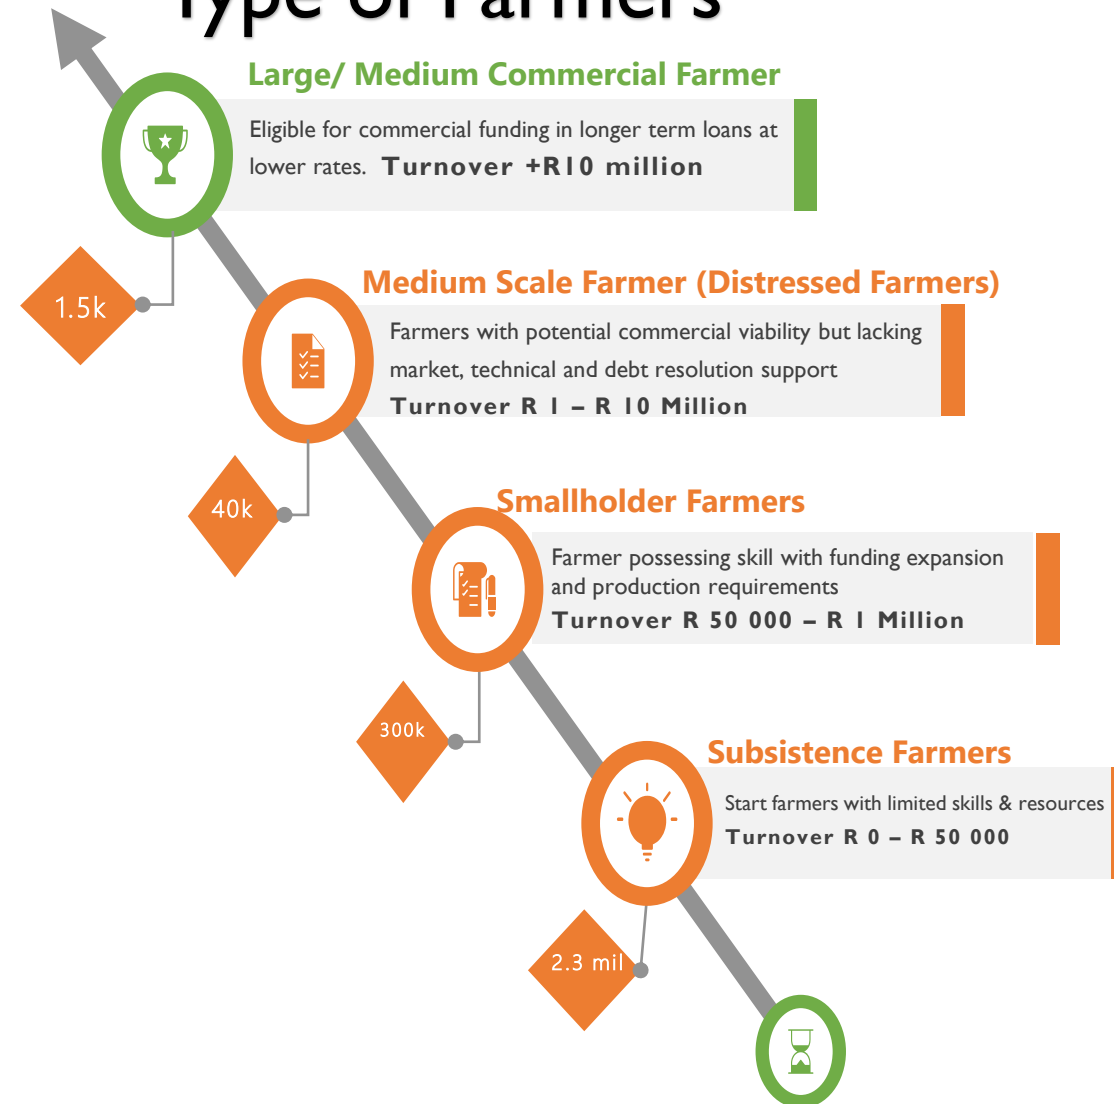 Type of Farmers
Large/ Medium Commercial Farmer
Eligible for commercial funding in longer term loans at
lower rates. Turnover +R10 million
1.5k
Medium Scale Farmer (Distressed Farmers)
Farmers with potential commercial viability but lacking
market, technical and debt resolution support
Turnover R 1 – R 10 Million
40k
Smallholder Farmers
Farmer possessing skill with funding expansion
and production requirements
Turnover R 50 000 – R 1 Million
300k
Subsistence Farmers
Start farmers with limited skills & resources
Turnover R 0 – R 50 000
2.3 mil